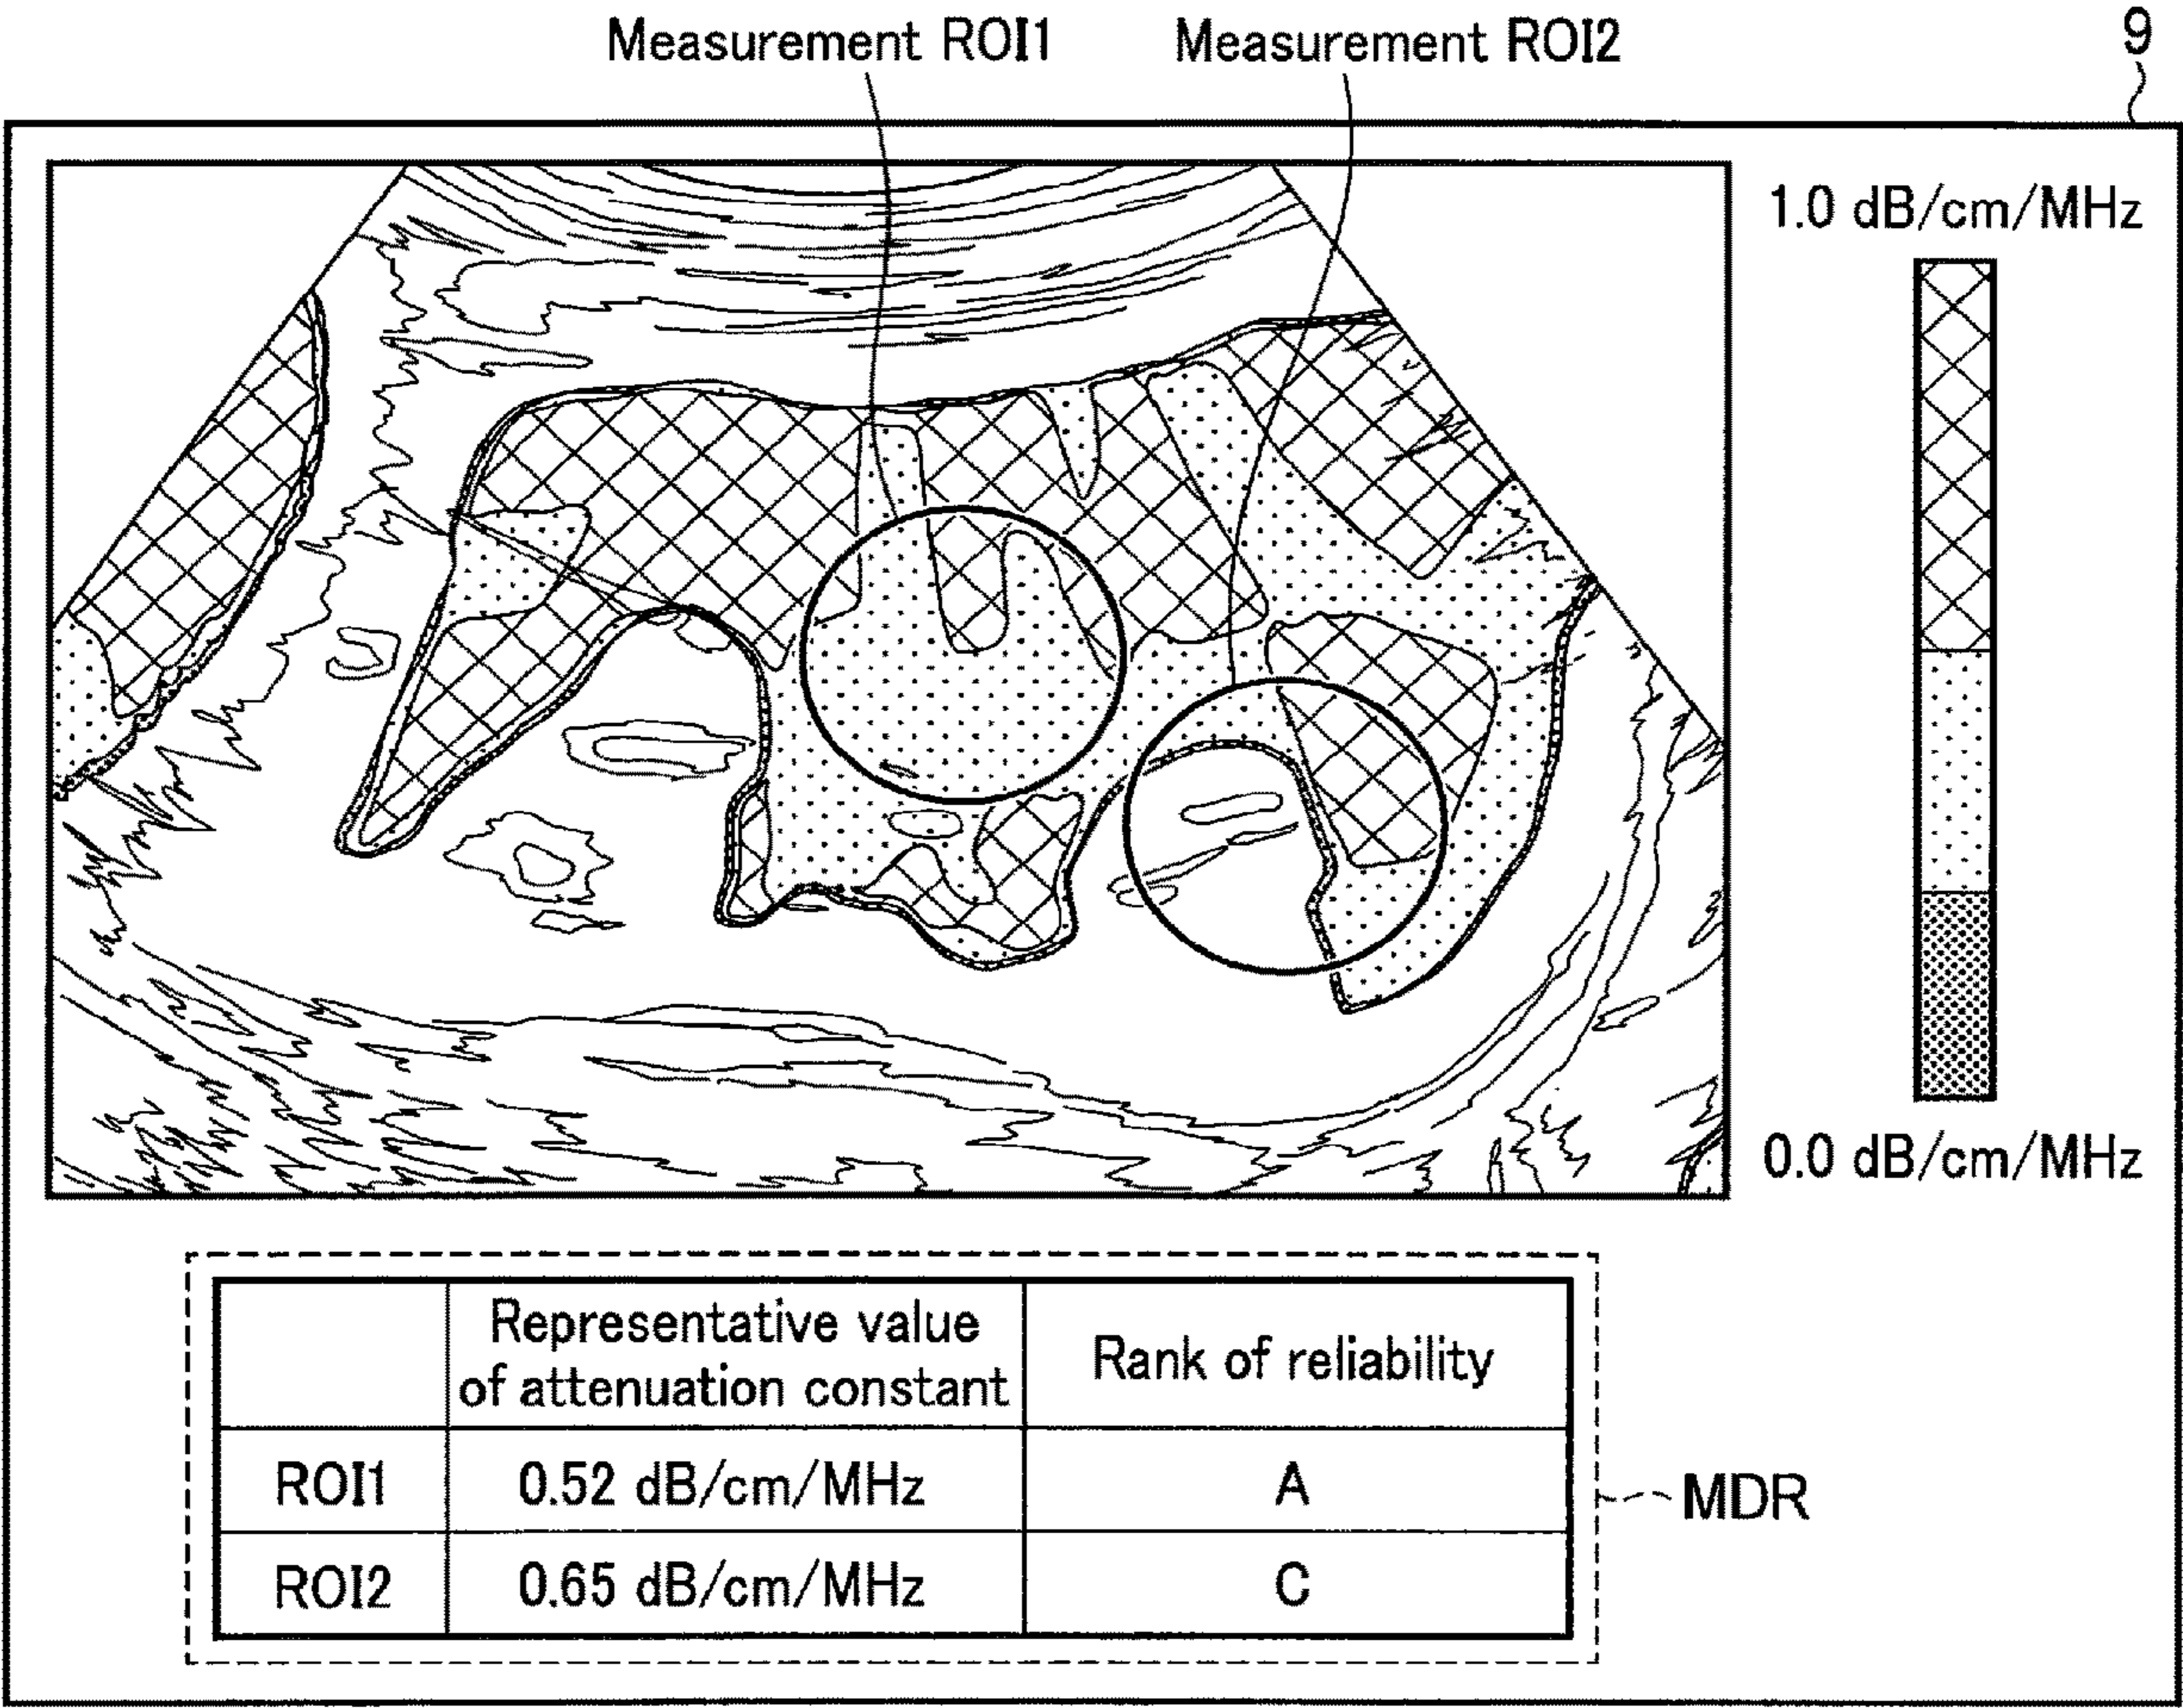 Measurement ROI1
Measurement ROI2
9
1.0 dB/cm/MHz
0.0 dB/cm/MHz
Representative value
of attenuation constant
Rank of reliability
ROI1 0.52 dB/cm/MHz A
ROI2 0.65 dB/cm/MHz C
MDR